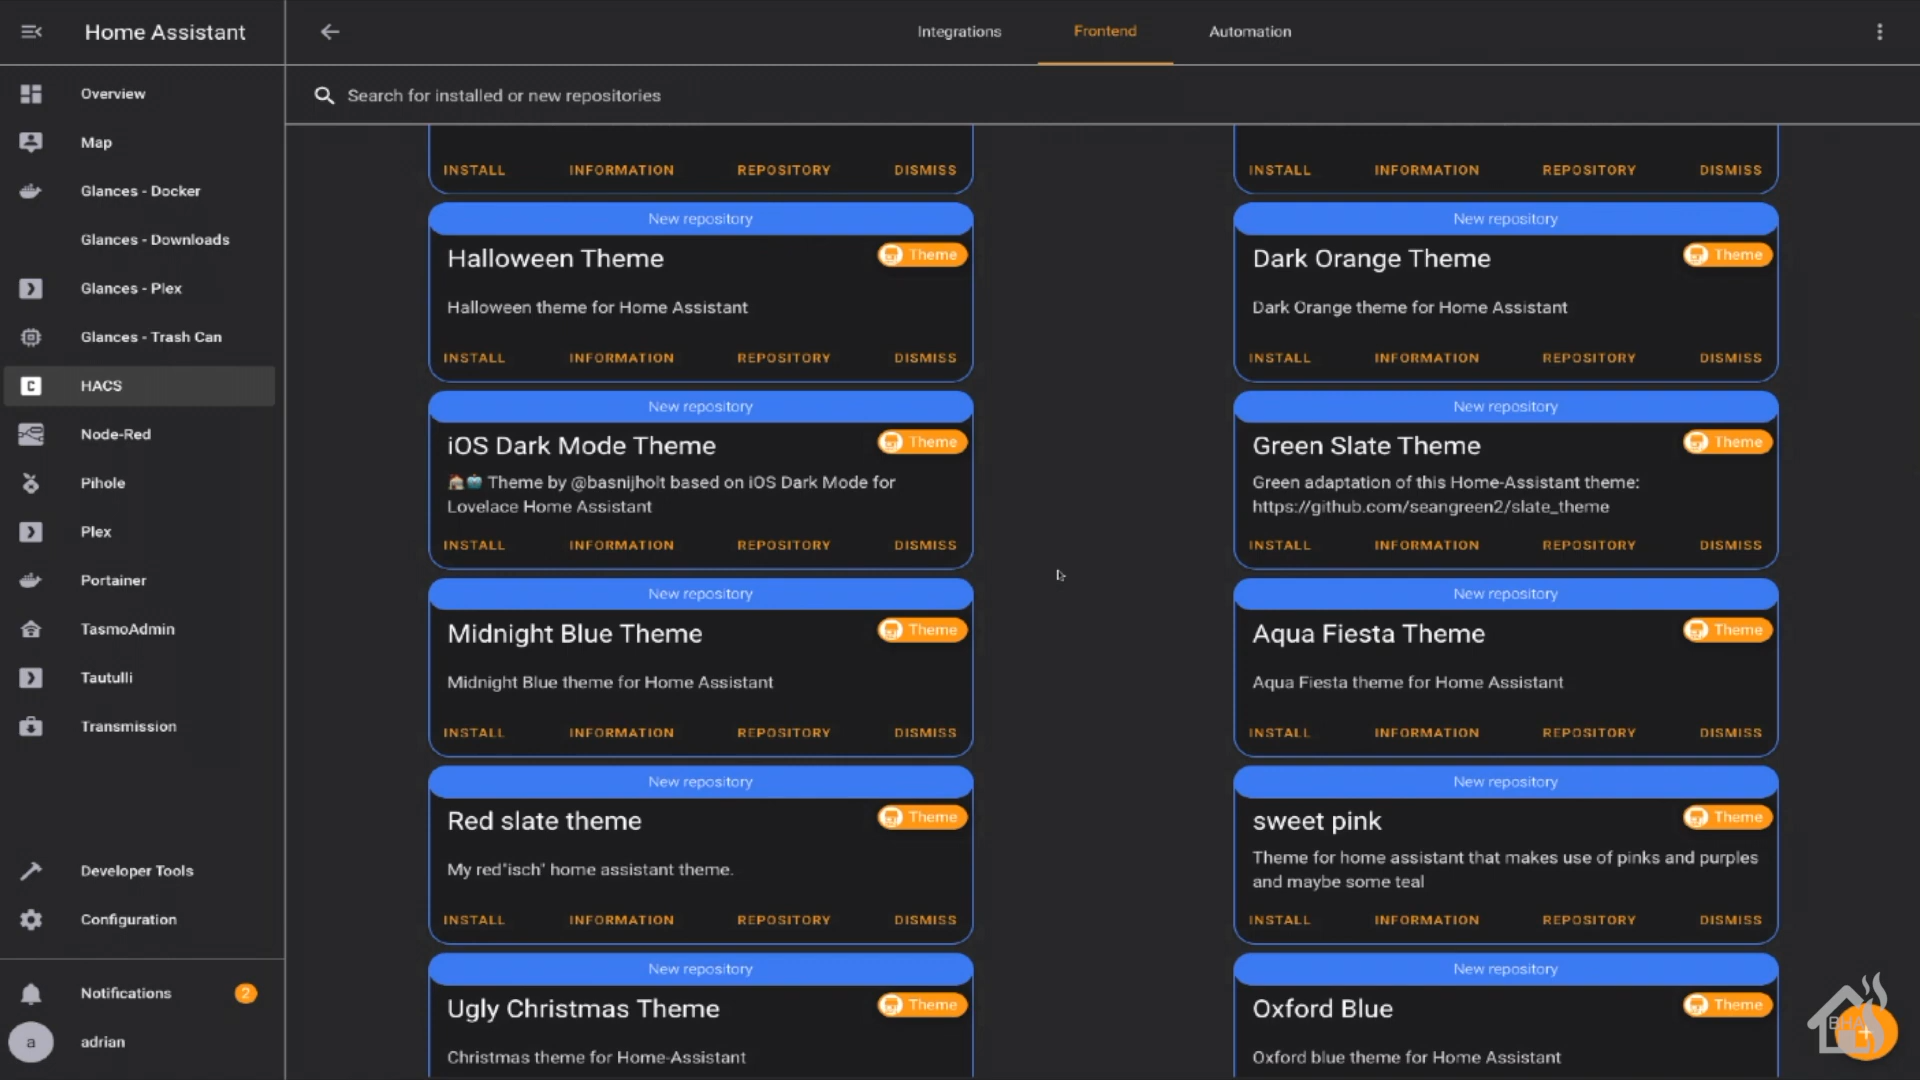 Home Assistant
Integrations
Frontend
Automation
Search for installed or new repositories
Overview
Map
Glances - Docker
Glances - Downloads
Glances - Plex
Glances - Trash Can
C
HACS
Node-Red
Pihole
Plex
Portainer
TasmoAdmin
Tautulli
Transmission
Developer Tools
Configuration
Notifications
2
a
adrian
INSTALL INFORMATION REPOSITORY DISMISS
INSTALL INFORMATION REPOSITORY DISMISS
New repository
Halloween Theme
Theme
Halloween theme for Home Assistant
INSTALL INFORMATION REPOSITORY DISMISS
New repository
Dark Orange Theme
Theme
Dark Orange theme for Home Assistant
INSTALL INFORMATION REPOSITORY DISMISS
New repository
iOS Dark Mode Theme
Theme
Theme by @basnijholt based on iOS Dark Mode for
Lovelace Home Assistant
INSTALL INFORMATION REPOSITORY DISMISS
New repository
Green Slate Theme
Theme
Green adaptation of this Home-Assistant theme:
https://github.com/seangreen2/slate_theme
INSTALL INFORMATION REPOSITORY DISMISS
New repository
Midnight Blue Theme
Theme
Midnight Blue theme for Home Assistant
INSTALL INFORMATION REPOSITORY DISMISS
New repository
Aqua Fiesta Theme
Theme
Aqua Fiesta theme for Home Assistant
INSTALL INFORMATION REPOSITORY DISMISS
New repository
Red slate theme
Theme
My red"isch" home assistant theme.
INSTALL INFORMATION REPOSITORY DISMISS
New repository
sweet pink
Theme
Theme for home assistant that makes use of pinks and purples
and maybe some teal
INSTALL INFORMATION REPOSITORY DISMISS
New repository
Ugly Christmas Theme
Theme
Christmas theme for Home-Assistant
New repository
Oxford Blue
Theme
Oxford blue theme for Home Assistant
BHA